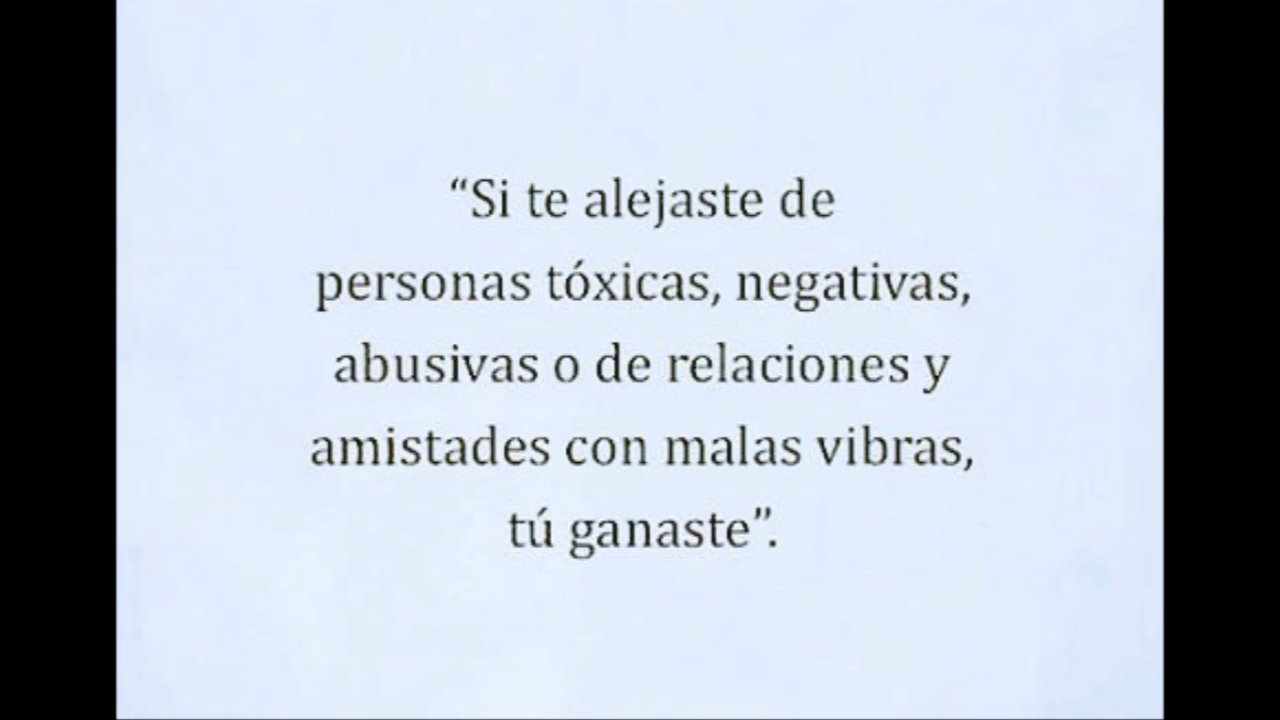 “Si te alejaste de
personas tóxicas, negativas,
abusivas o de relaciones y
amistades con malas vibras,
tú ganaste”.